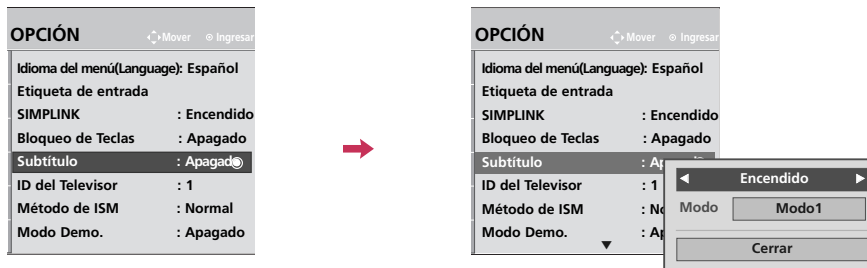 OPCIÓN Mover Ingresar
Idioma del menú(Language): Español
Etiqueta de entrada
SIMPLINK : Encendido
Bloqueo de Teclas : Apagado
Subtítulo : Apagado
ID del Televisor : 1
Método de ISM : Normal
Modo Demo. : Apagado
OPCIÓN Mover Ingresar
Idioma del menú(Language): Español
Etiqueta de entrada
SIMPLINK : Encendido
Bloqueo de Teclas : Apagado
Subtítulo
ID del Televisor : 1
Método de ISM
Modo Demo.
Encendido
Modo Modo1
Cerrar